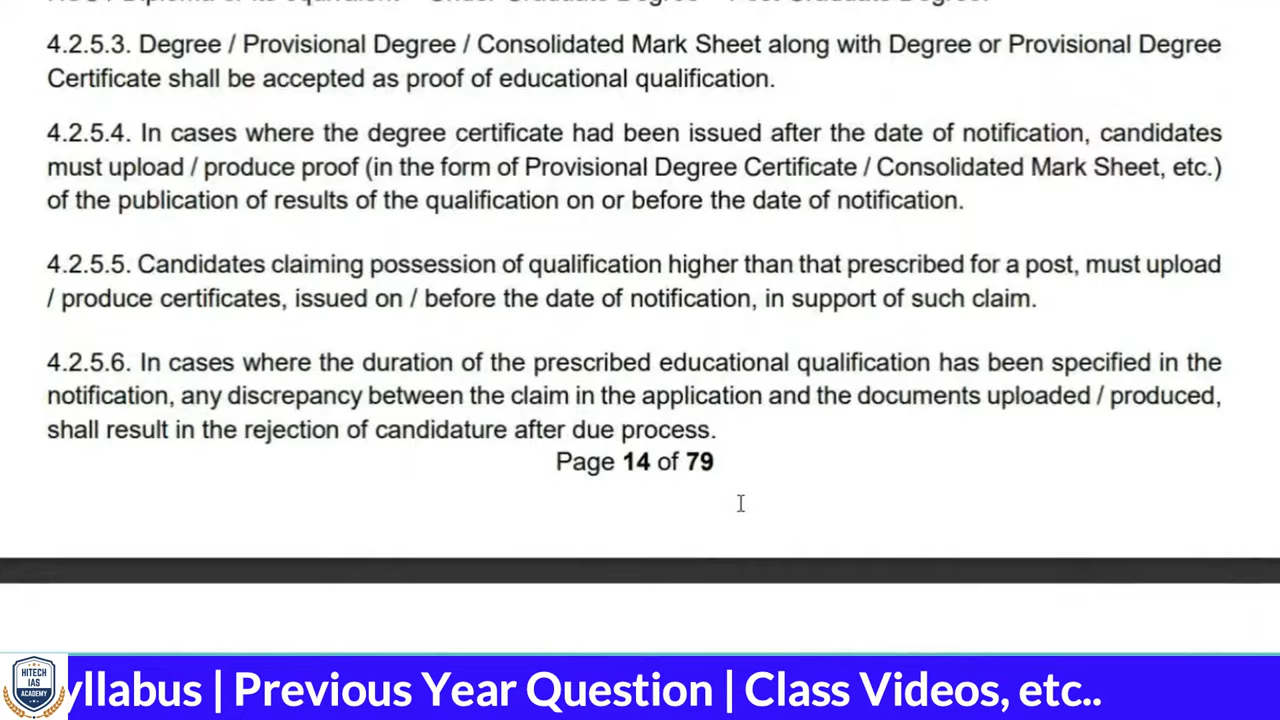 4.2.5.3. Degree / Provisional Degree / Consolidated Mark Sheet along with Degree or Provisional Degree
Certificate shall be accepted as proof of educational qualification.
4.2.5.4. In cases where the degree certificate had been issued after the date of notification, candidates
must upload / produce proof (in the form of Provisional Degree Certificate / Consolidated Mark Sheet, etc.)
of the publication of results of the qualification on or before the date of notification.
4.2.5.5. Candidates claiming possession of qualification higher than that prescribed for a post, must upload
/ produce certificates, issued on / before the date of notification, in support of such claim.
4.2.5.6. In cases where the duration of the prescribed educational qualification has been specified in the
notification, any discrepancy between the claim in the application and the documents uploaded / produced,
shall result in the rejection of candidature after due process.
Page 14 of 79
HITECH
IAS
ACADEMY
yllabus | Previous Year Question | Class Videos, etc..